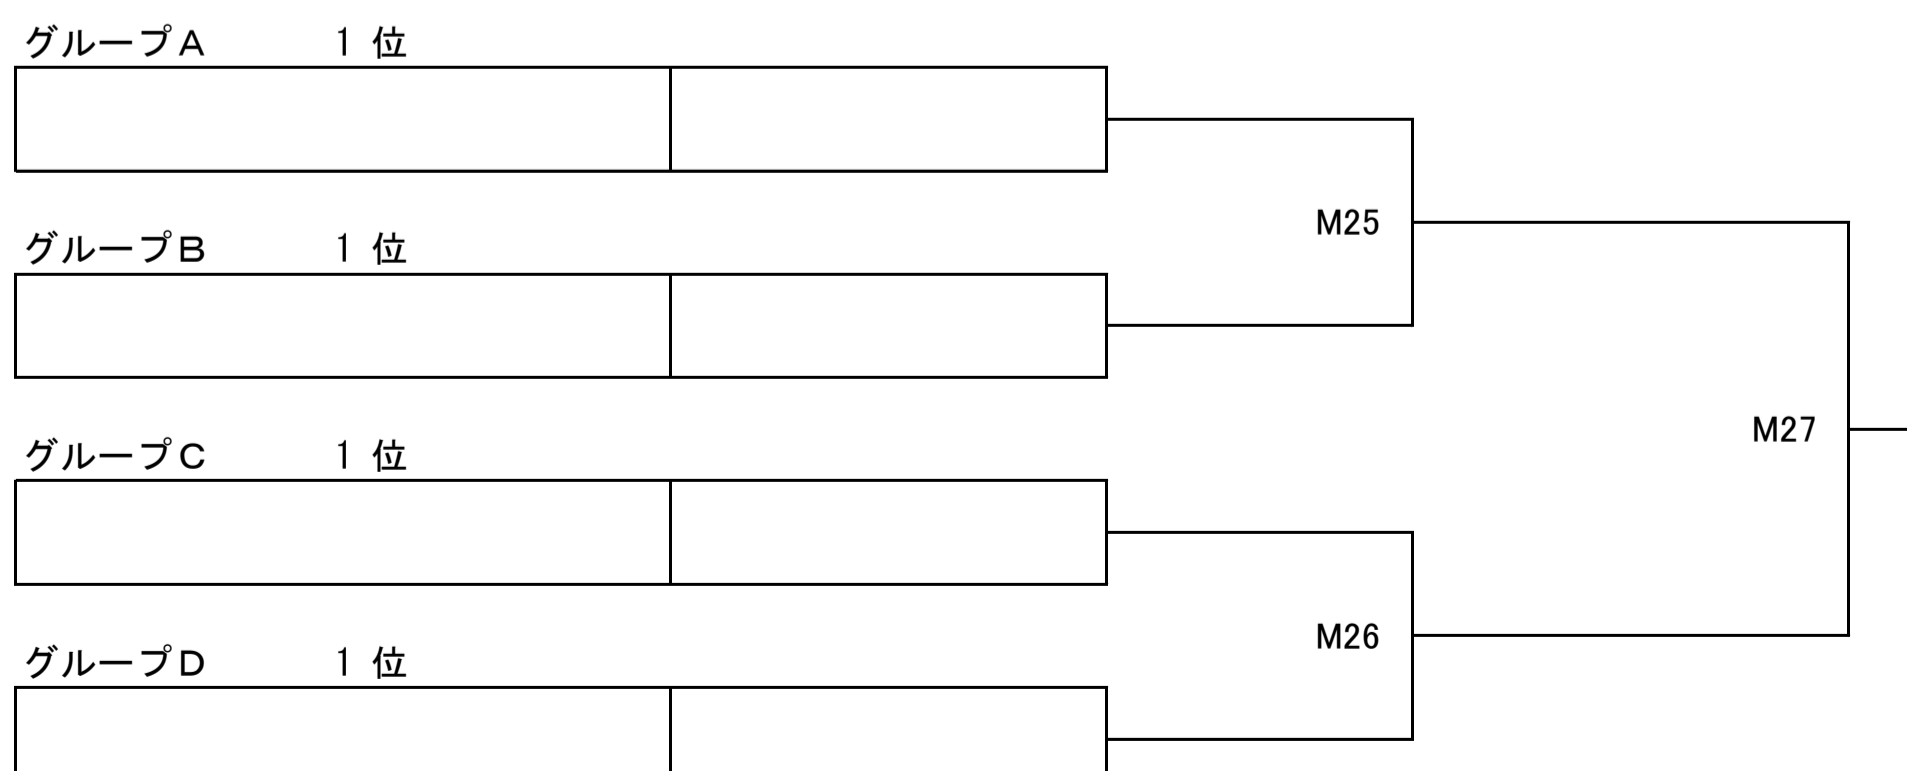 グループA 1 位
M25
グループB 1 位
グループC 1 位
M27
グループD 1 位
M26